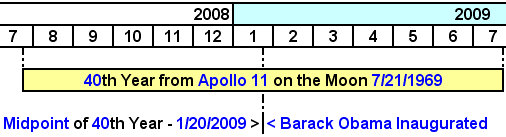 2008 2009
7 8 9 10 11 12 1 2 3 4 5 6 7
40th Year from Apollo 11 on the Moon 7/21/1969
Midpoint of 40th Year - 1/20/2009 > < Barack Obama Inaugurated